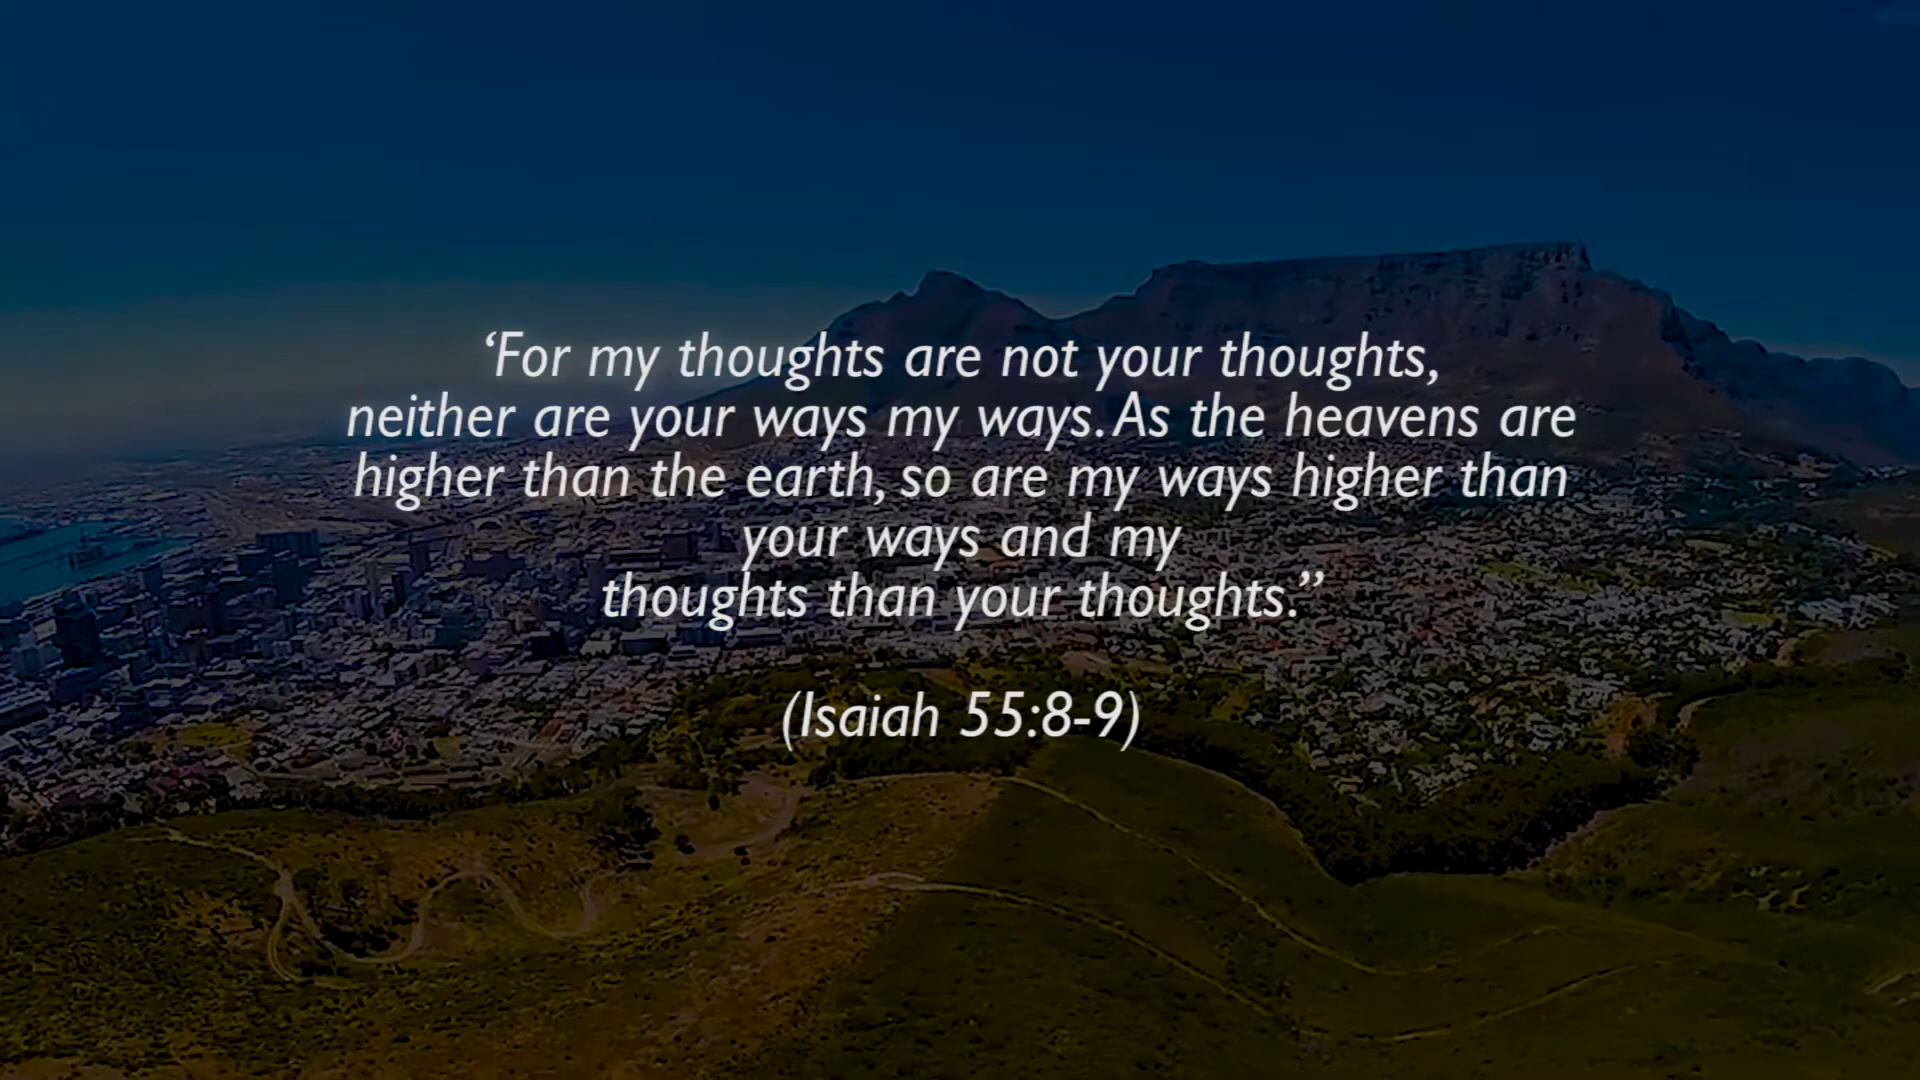 ‘For my thoughts are not your thoughts,
neither are your ways my ways. As the heavens are
higher than the earth, so are my ways higher than
your ways and my
thoughts than your thoughts.”
(Isaiah 55:8-9)